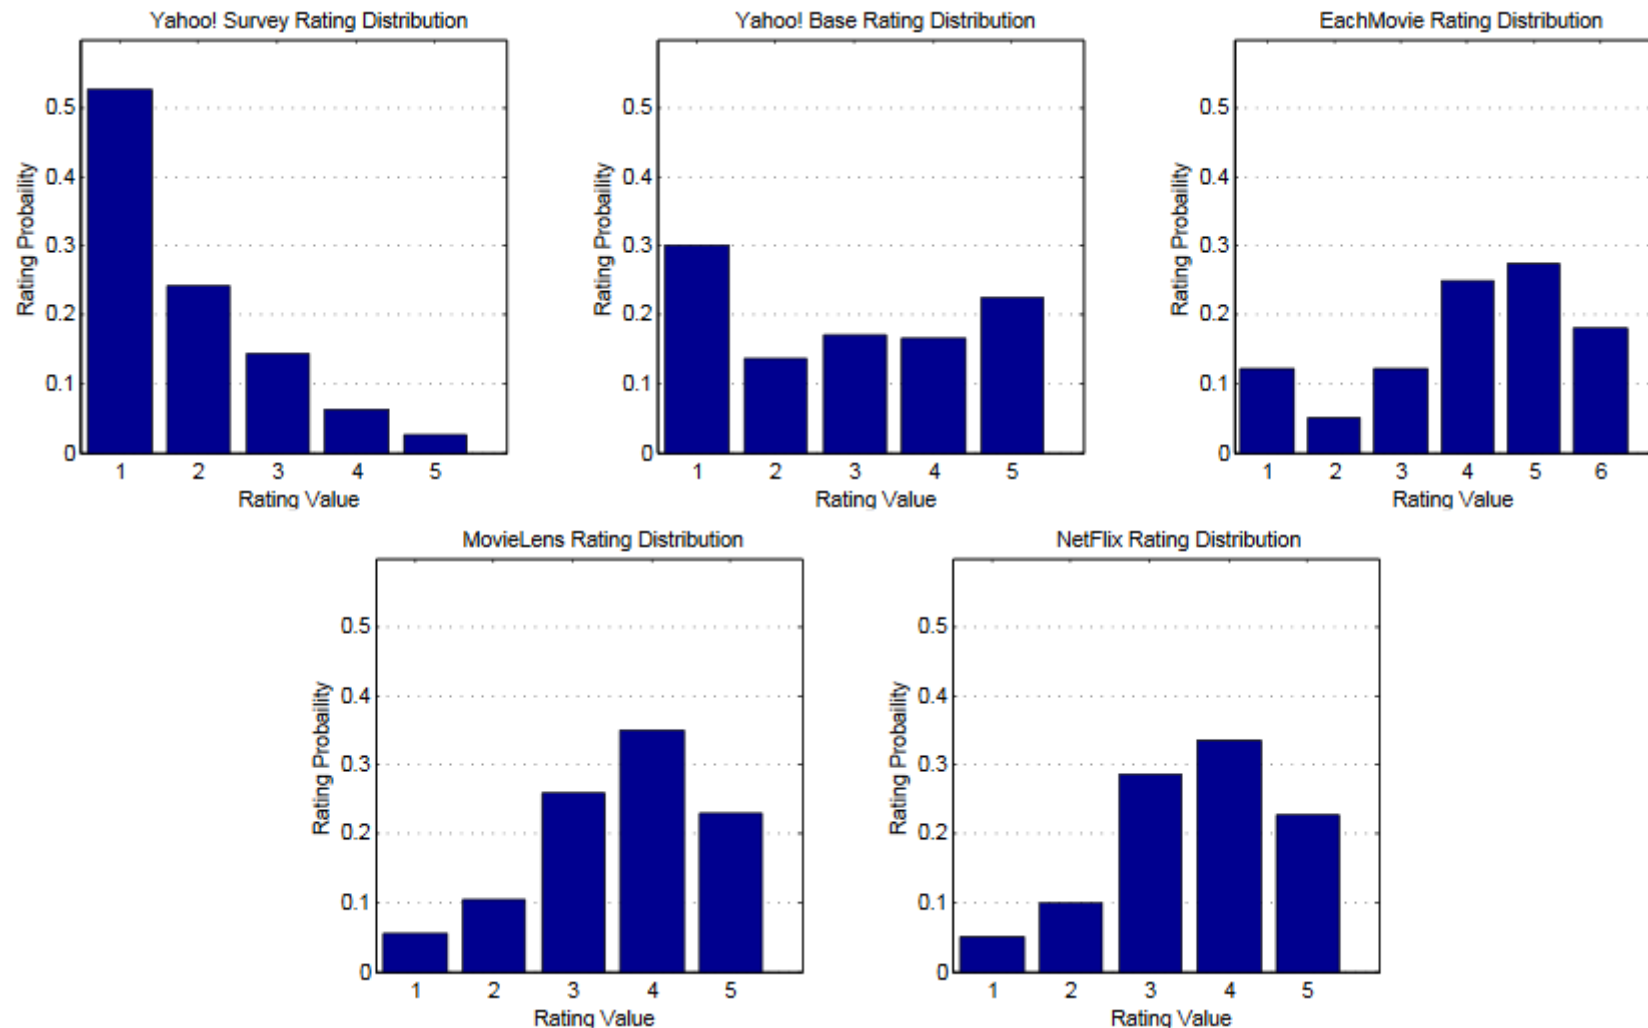 Yahoo! Survey Rating Distribution
Rating Probaility
0.5
0.4
0.3
0.2
0.1
0
1 2 3 4 5
Rating Value
Yahoo! Base Rating Distribution
Rating Probaility
0.5
0.4
0.3
0.2
0.1
0
1 2 3 4 5
Rating Value
EachMovie Rating Distribution
Rating Probaility
0.5
0.4
0.3
0.2
0.1
0
1 2 3 4 5 6
Rating Value
MovieLens Rating Distribution
Rating Probaility
0.5
0.4
0.3
0.2
0.1
0
1 2 3 4 5
Rating Value
NetFlix Rating Distribution
Rating Probaility
0.5
0.4
0.3
0.2
0.1
0
1 2 3 4 5
Rating Value